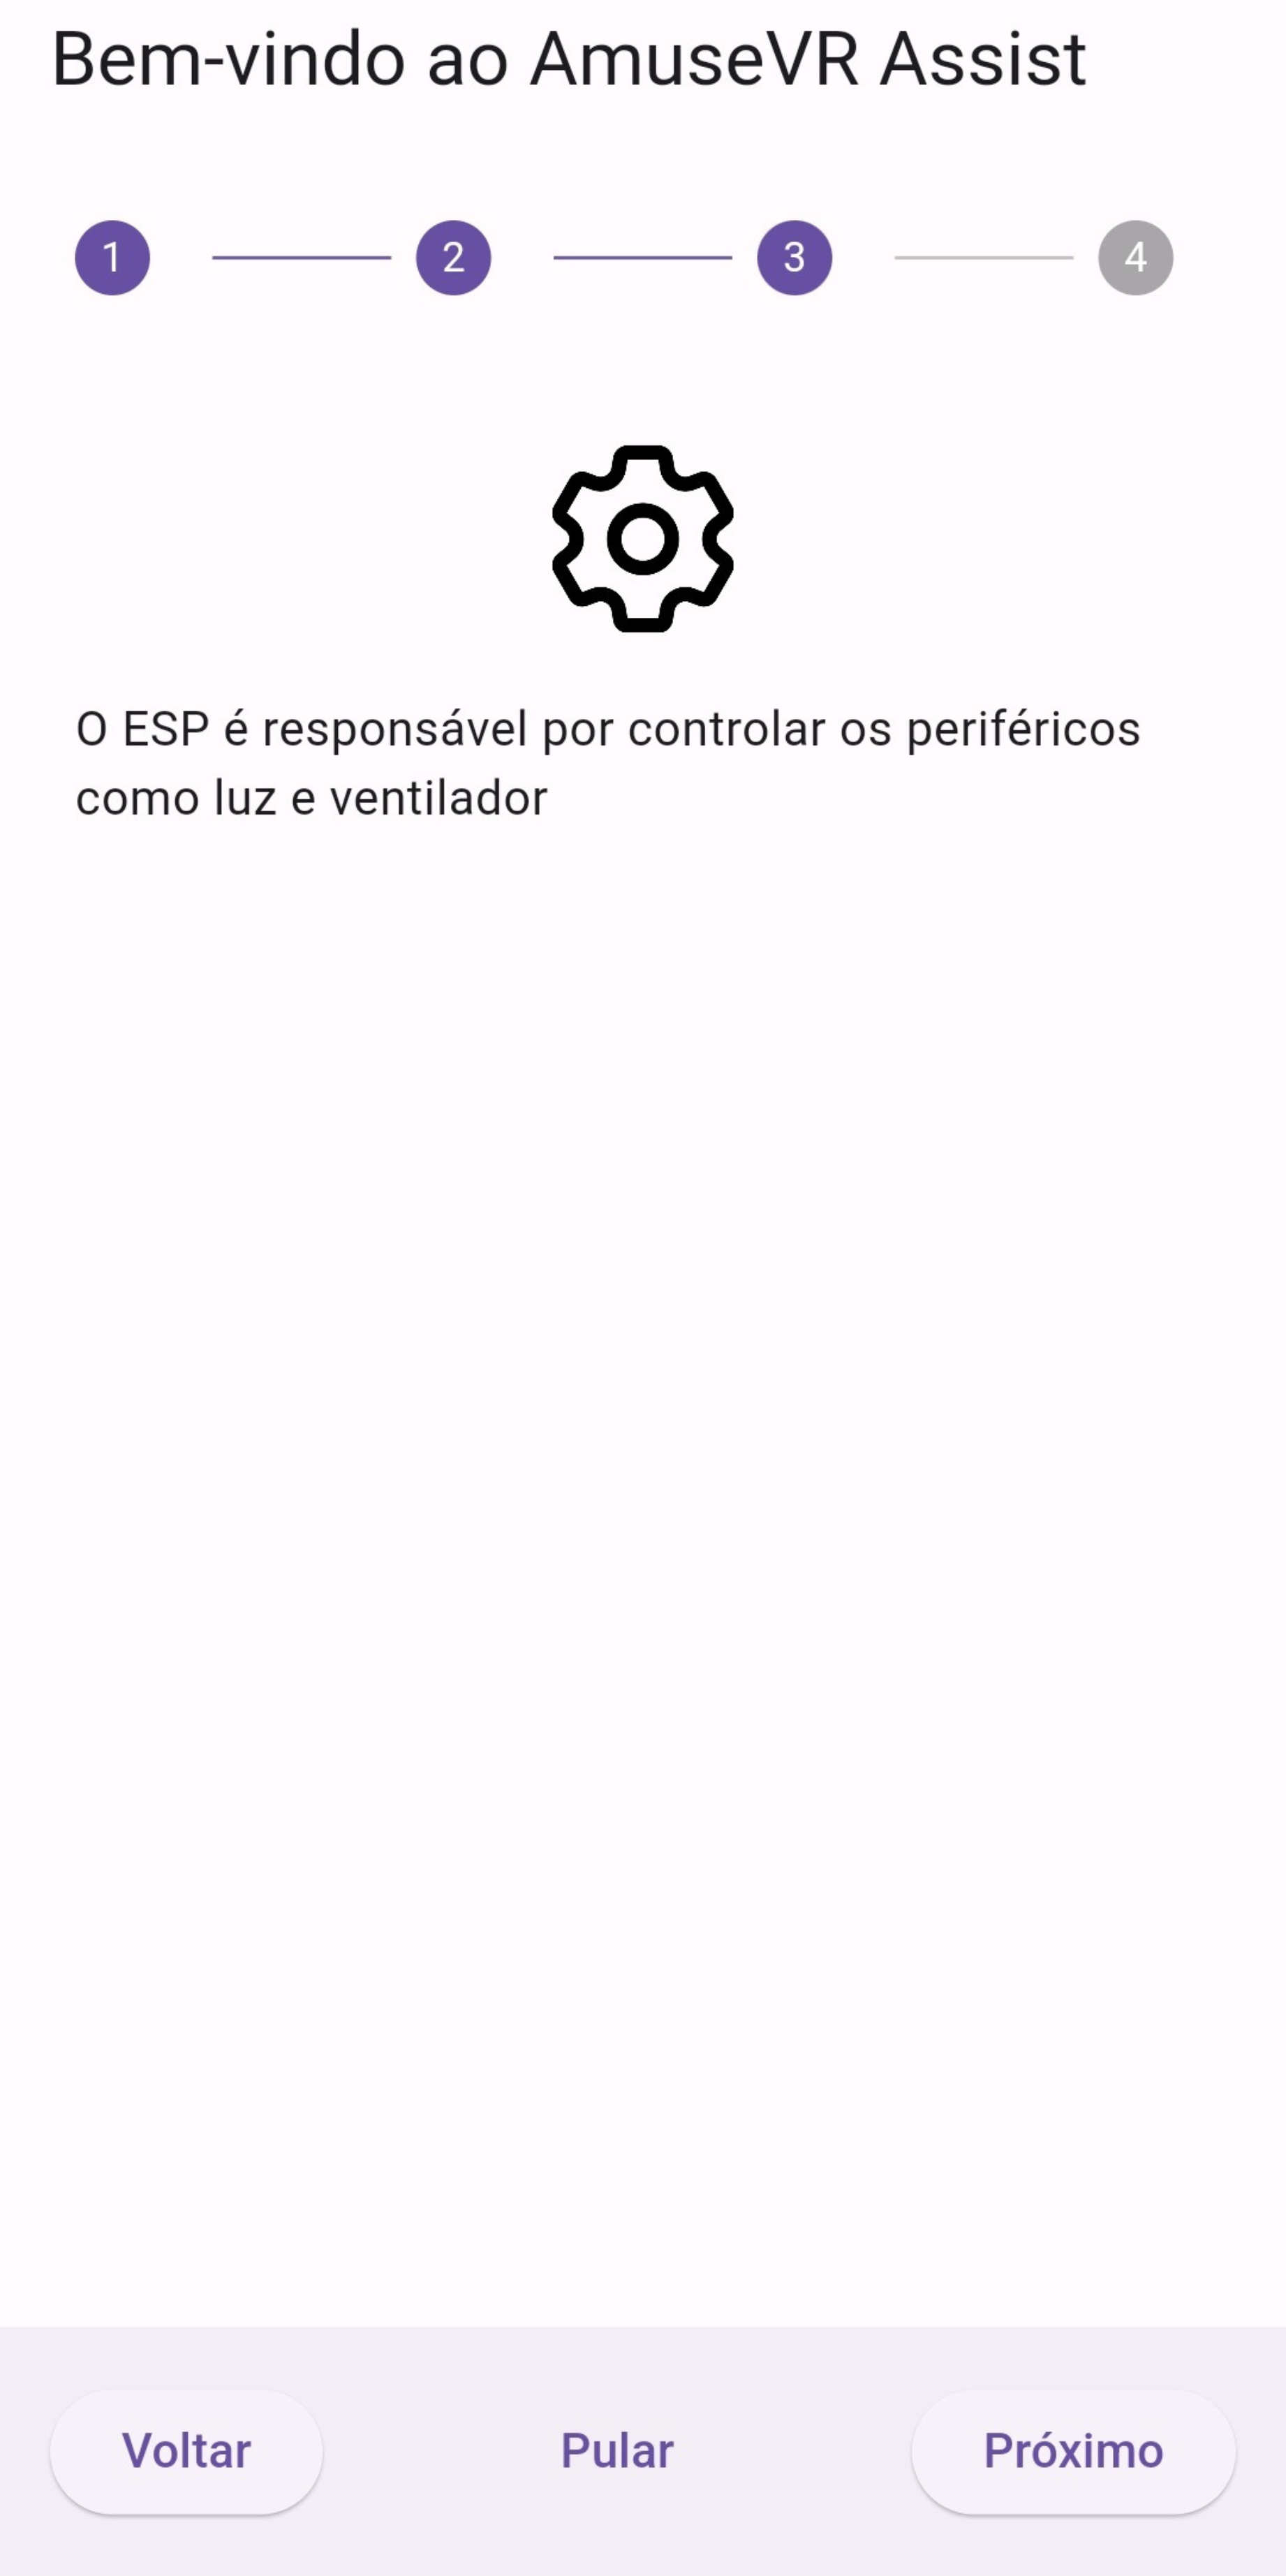 Bem-vindo ao AmuseVR Assist
1 2 3 4
O ESP é responsável por controlar os periféricos
como luz e ventilador
Voltar Pular Próximo